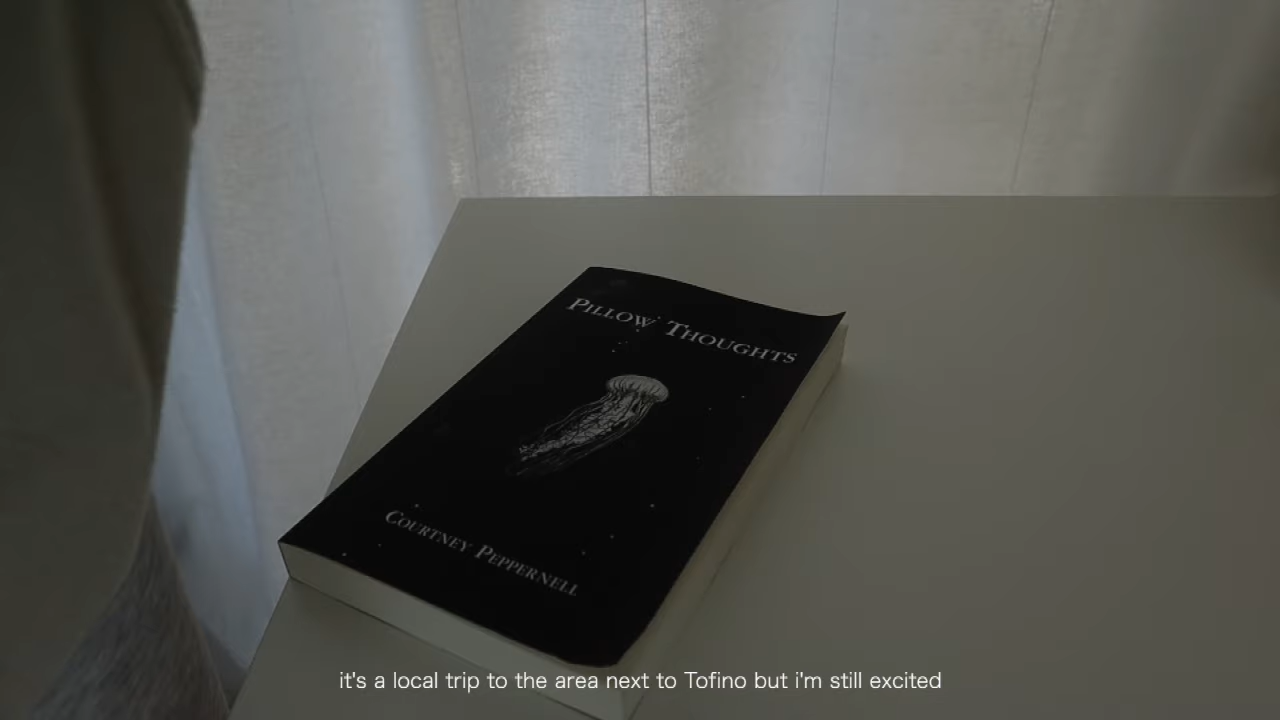 PILLOW THOUGHTS
COURTNEY PEPPERNELL
it's a local trip to the area next to Tofino but i'm still excited